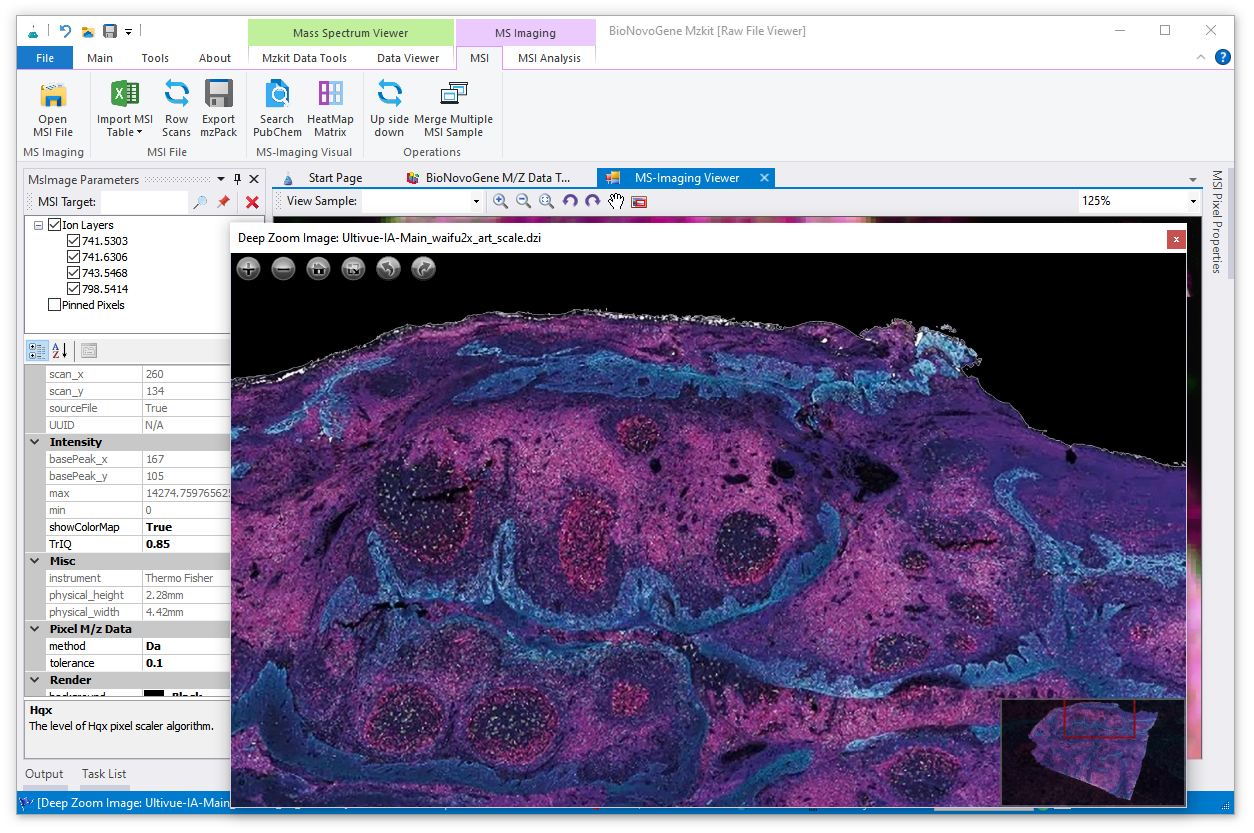 Mass Spectrum Viewer
MS Imaging
BioNovoGene Mzkit [Raw File Viewer]
File
Main
Tools
About
Mzkit Data Tools
Data Viewer
MSI
MSI Analysis
Open
MSI File
Import MSI
Table
Row
Scans
Export
mzPack
Search
PubChem
HeatMap
Matrix
Up side
down
Merge Multiple
MSI Sample
MS Imaging
MSI File
MS-Imaging Visual
Operations
MsImage Parameters
Start Page
BioNovoGene M/Z Data T...
MS-Imaging Viewer
MSI Target:
View Sample:
125%
MSI Pixel Properties
Ion Layers
741.5303
741.6306
743.5468
798.5414
Pinned Pixels
Deep Zoom Image: Ultivue-IA-Main_waifu2x_art_scale.dzi
scan_x 260
scan_y 134
sourceFile True
UUID N/A
Intensity
basePeak_x 167
basePeak_y 105
max 14274.759765625
min 0
showColorMap True
TrIQ 0.85
Misc
instrument Thermo Fisher
physical_height 2.28mm
physical_width 4.42mm
Pixel M/z Data
method Da
tolerance 0.1
Render
background Black
Hqx
The level of Hqx pixel scaler algorithm.
Output
Task List
[Deep Zoom Image: Ultivue-IA-Main